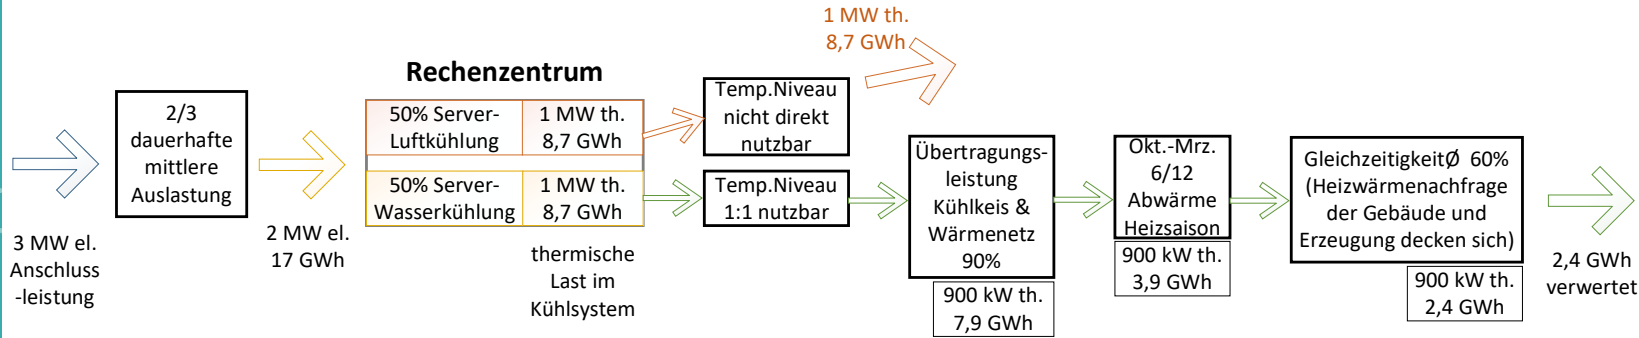 3 MW el.
Anschluss
-leistung
2/3
dauerhafte
mittlere
Auslastung
2 MW el.
17 GWh
Rechenzentrum
50% Server-
Luftkühlung
1 MW th.
8,7 GWh
50% Server-
Wasserkühlung
1 MW th.
8,7 GWh
thermische
Last im
Kühlsystem
Temp.Niveau
nicht direkt
nutzbar
1 MW th.
8,7 GWh
Temp.Niveau
1:1 nutzbar
Übertragungs-
leistung
Kühlkeis &
Wärmenetz
90%
900 kW th.
7,9 GWh
Okt.-Mrz.
6/12
Abwärme
Heizsaison
900 kW th.
3,9 GWh
GleichzeitigkeitØ 60%
(Heizwärmenachfrage
der Gebäude und
Erzeugung decken sich)
900 kW th.
2,4 GWh
2,4 GWh
verwertet